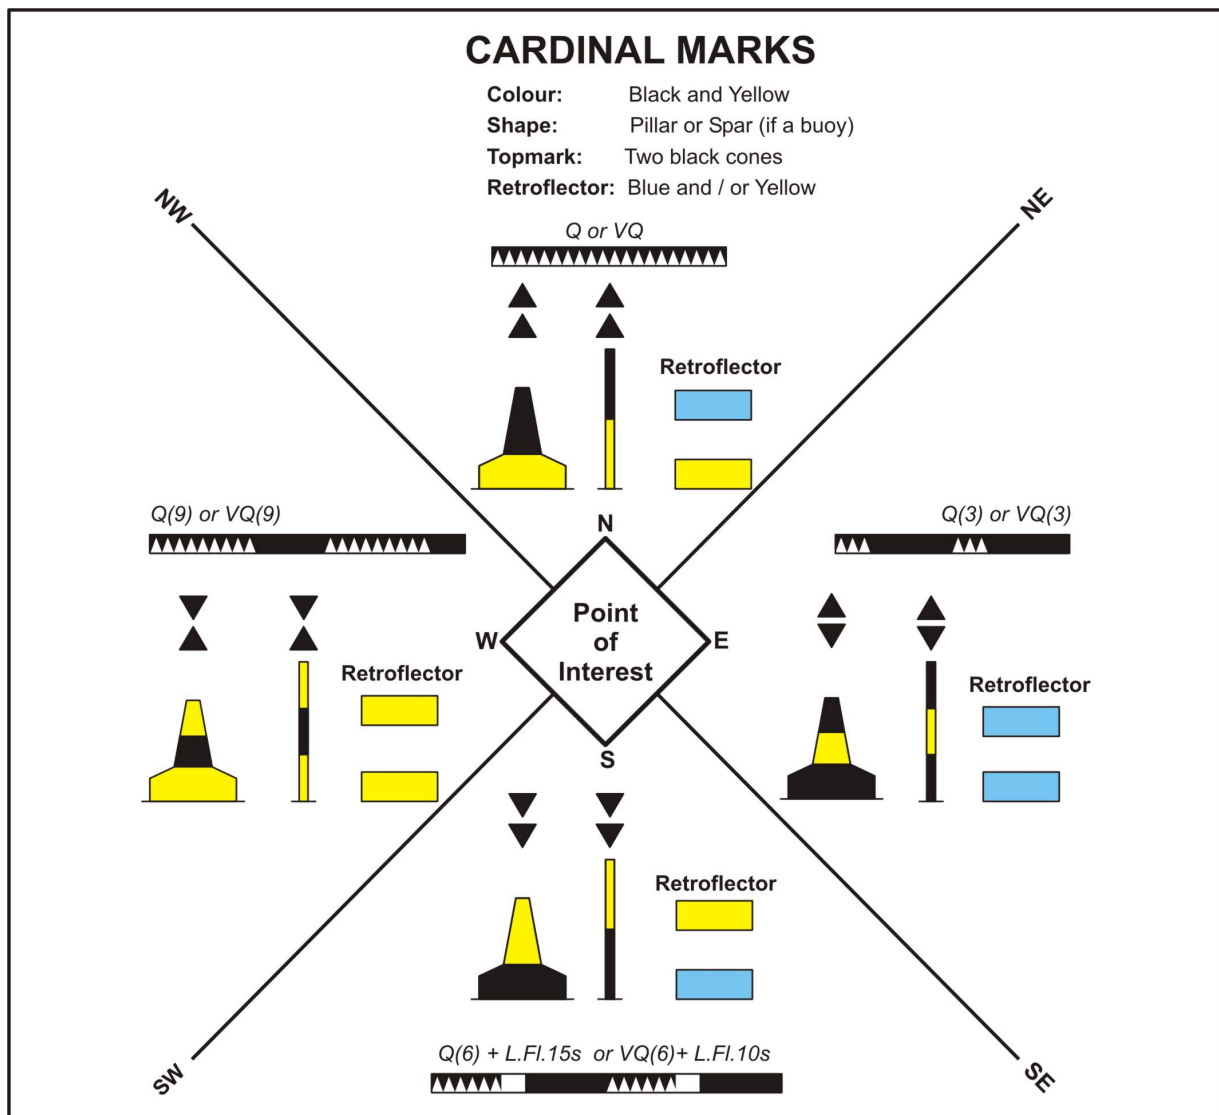 CARDINAL MARKS
Colour: Black and Yellow
Shape: Pillar or Spar (if a buoy)
Topmark: Two black cones
Retroflector: Blue and / or Yellow
NW
NE
Q or VQ
Retroflector
Q(9) or VQ(9)
N
Q(3) or VQ(3)
Point
of
Interest
W
E
Retroflector
Retroflector
S
Retroflector
Q(6) + L.Fl.15s or VQ(6)+ L.Fl.10s
SW
SE